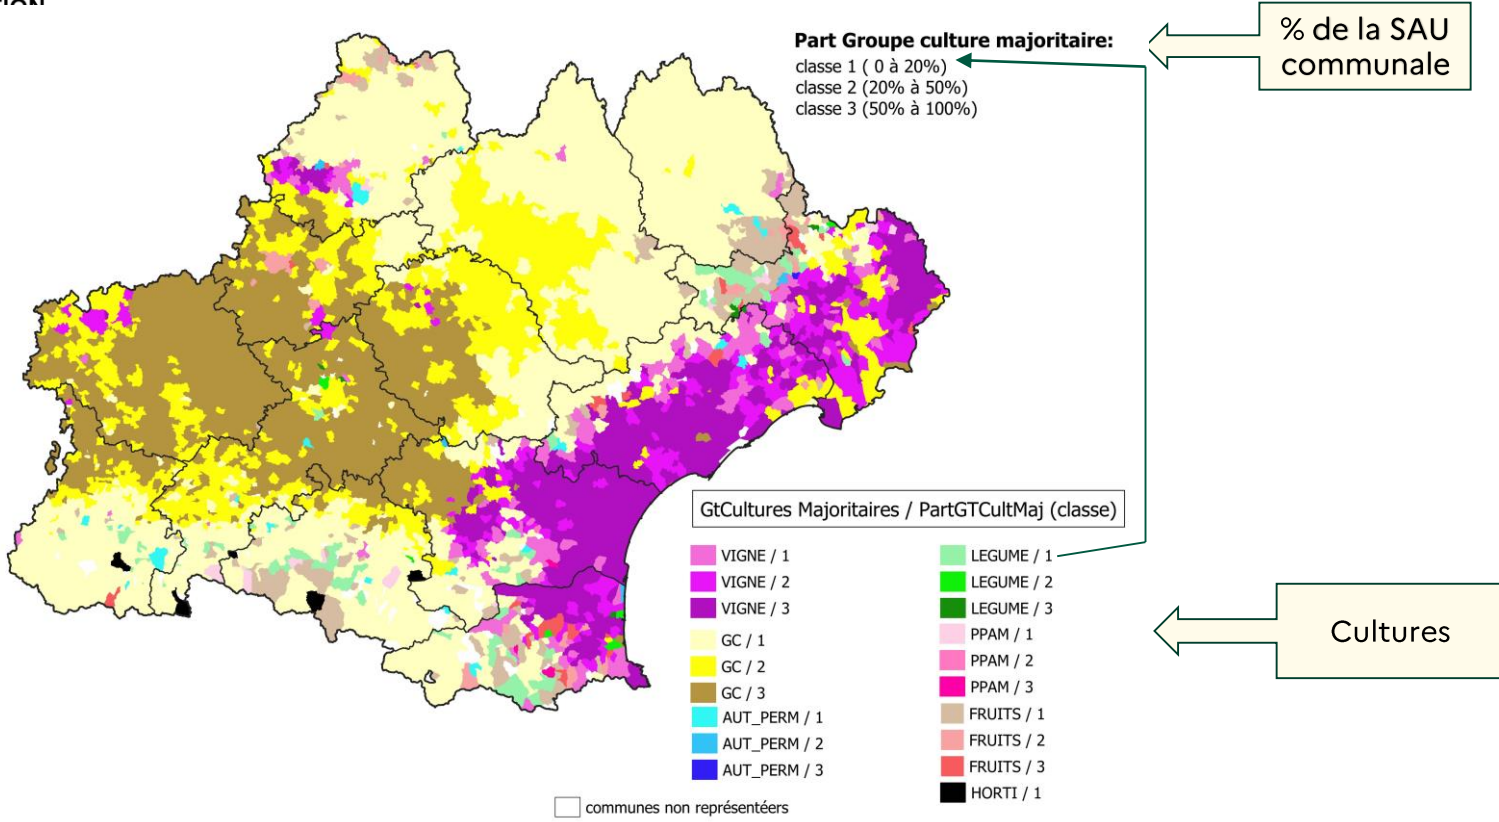 % de la SAU
communale
Part Groupe culture majoritaire:
classe 1 ( 0 à 20%)
classe 2 (20% à 50%)
classe 3 (50% à 100%)
GtCultures Majoritaires / PartGTCultMaj (classe)
VIGNE / 1
VIGNE / 2
VIGNE / 3
GC / 1
GC / 2
GC / 3
AUT_PERM / 1
AUT_PERM / 2
AUT_PERM / 3
LEGUME / 1
LEGUME / 2
LEGUME / 3
PPAM / 1
PPAM / 2
PPAM / 3
FRUITS / 1
FRUITS / 2
FRUITS / 3
HORTI / 1
communes non représentéers
Cultures